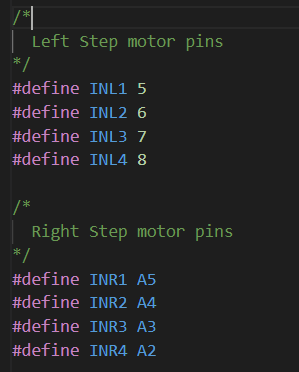 /*
  Left Step motor pins
*/
#define INL1 5
#define INL2 6
#define INL3 7
#define INL4 8

/*
  Right Step motor pins
*/
#define INR1 A5
#define INR2 A4
#define INR3 A3
#define INR4 A2